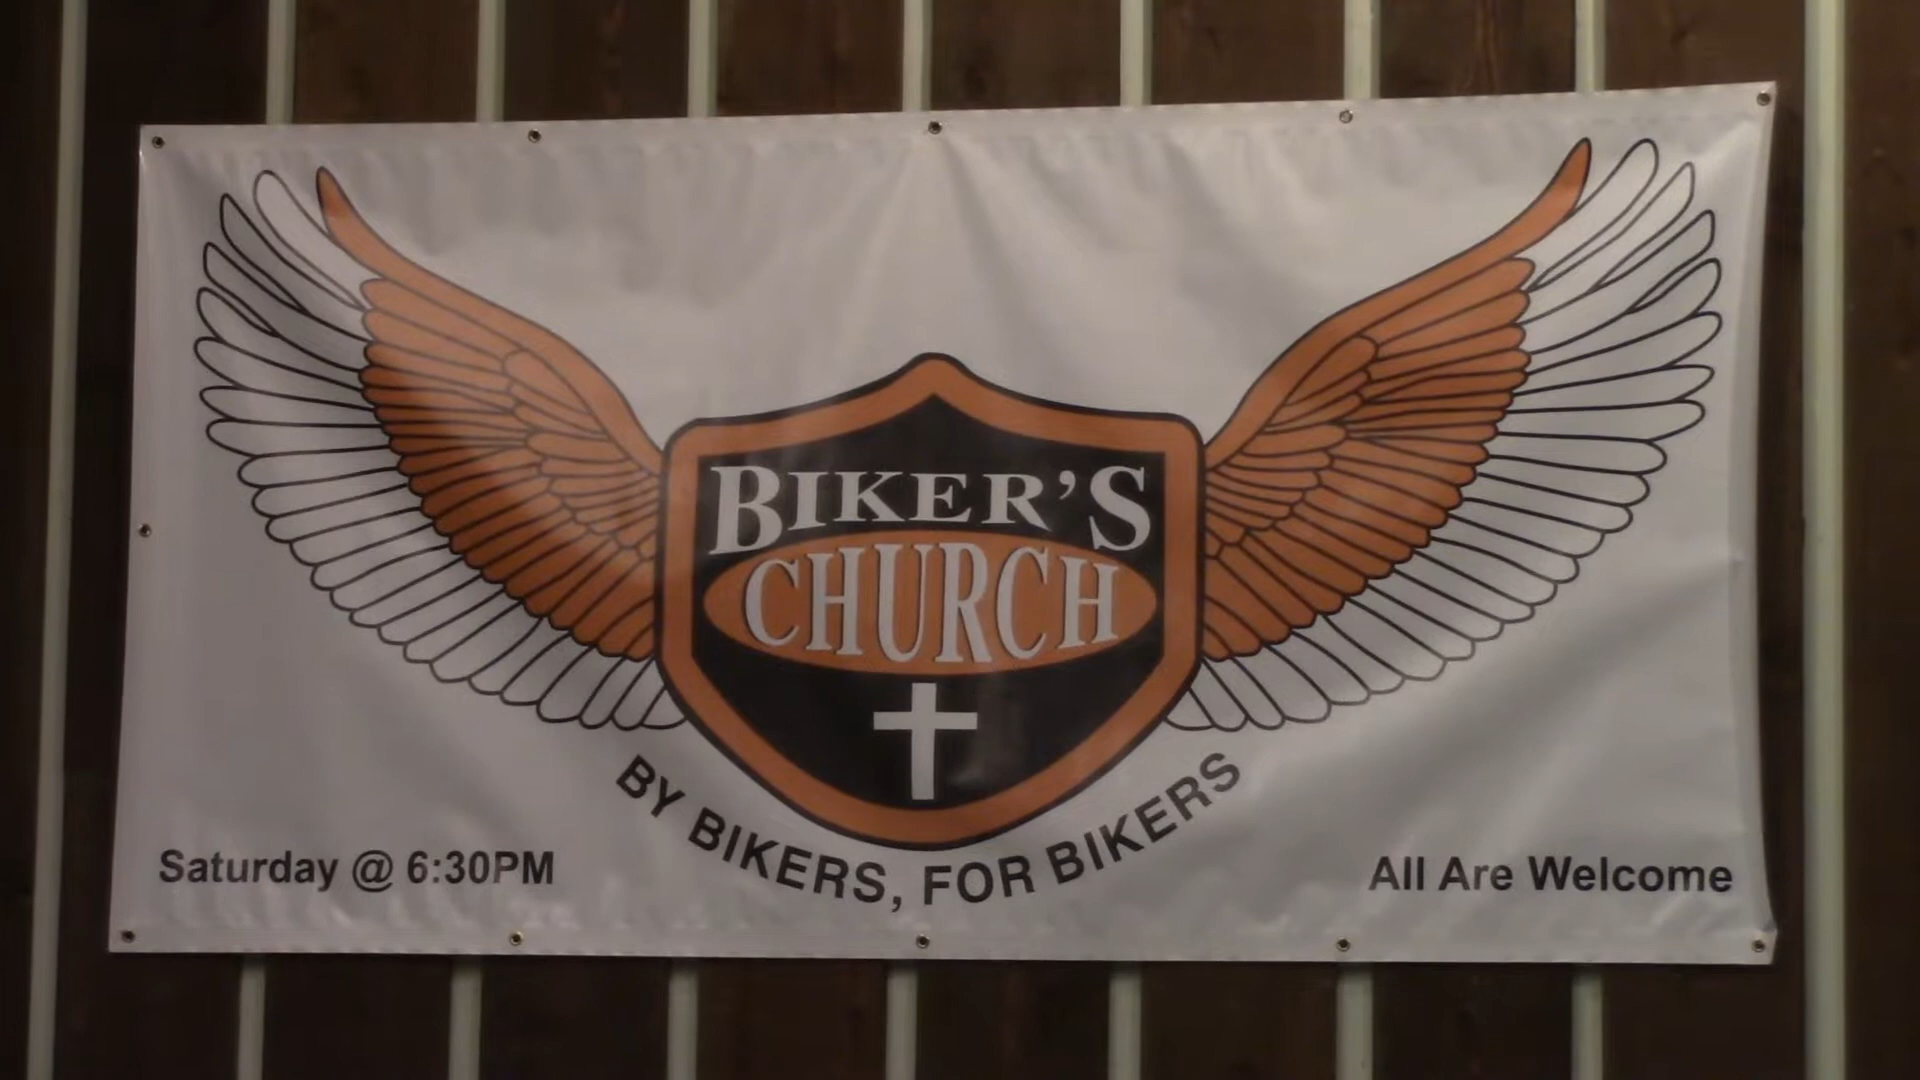 BIKER'S
CHURCH
BY BIKERS, FOR BIKERS
Saturday @ 6:30PM
All Are Welcome